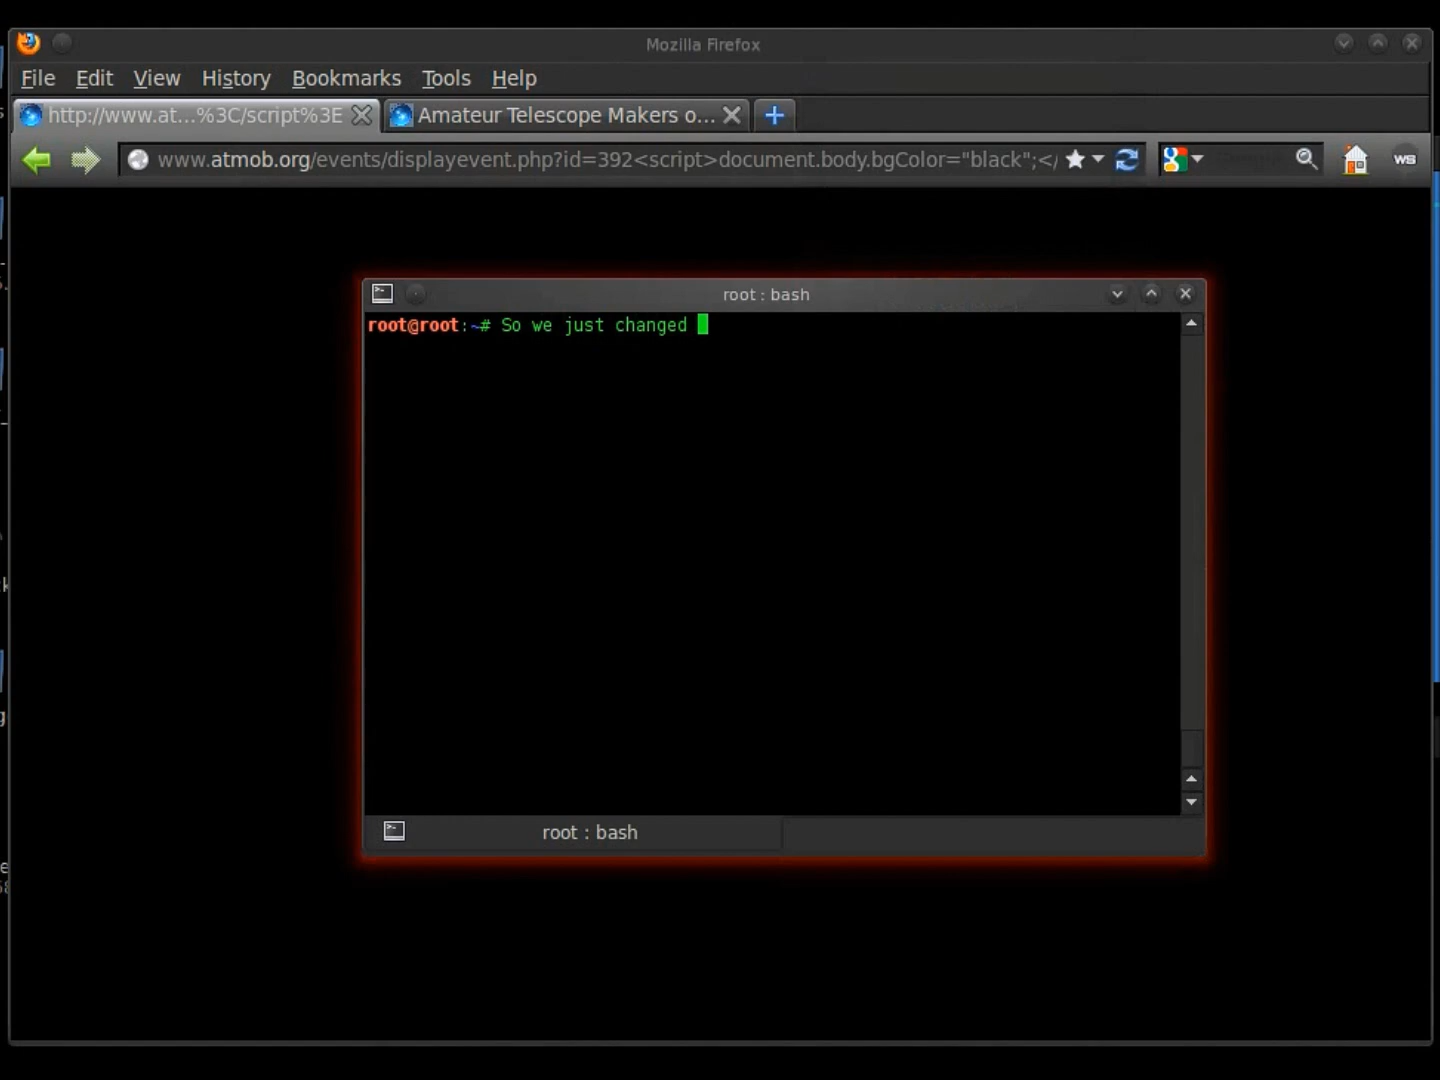 Mozilla Firefox
File Edit View History Bookmarks Tools Help
http://www.at...%3C/script%3E Amateur Telescope Makers o...
www.atmob.org/events/displayevent.php?id=392<script>document.body.bgColor="black";</
WS
root : bash
root@root:~# So we just changed
root : bash